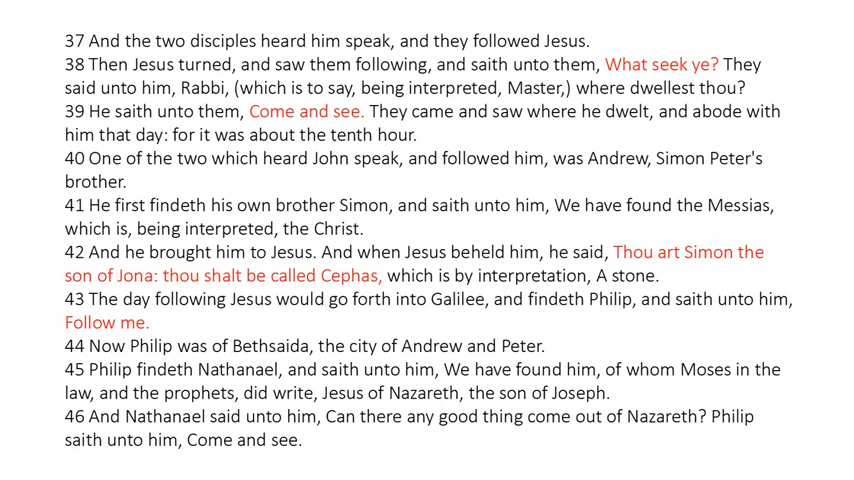 37 And the two disciples heard him speak, and they followed Jesus.
38 Then Jesus turned, and saw them following, and saith unto them, What seek ye? They
said unto him, Rabbi, (which is to say, being interpreted, Master,) where dwellest thou?
39 He saith unto them, Come and see. They came and saw where he dwelt, and abode with
him that day: for it was about the tenth hour.
40 One of the two which heard John speak, and followed him, was Andrew, Simon Peter's
brother.
41 He first findeth his own brother Simon, and saith unto him, We have found the Messias,
which is, being interpreted, the Christ.
42 And he brought him to Jesus. And when Jesus beheld him, he said, Thou art Simon the
son of Jona: thou shalt be called Cephas, which is by interpretation, A stone.
43 The day following Jesus would go forth into Galilee, and findeth Philip, and saith unto him,
Follow me.
44 Now Philip was of Bethsaida, the city of Andrew and Peter.
45 Philip findeth Nathanael, and saith unto him, We have found him, of whom Moses in the
law, and the prophets, did write, Jesus of Nazareth, the son of Joseph.
46 And Nathanael said unto him, Can there any good thing come out of Nazareth? Philip
saith unto him, Come and see.